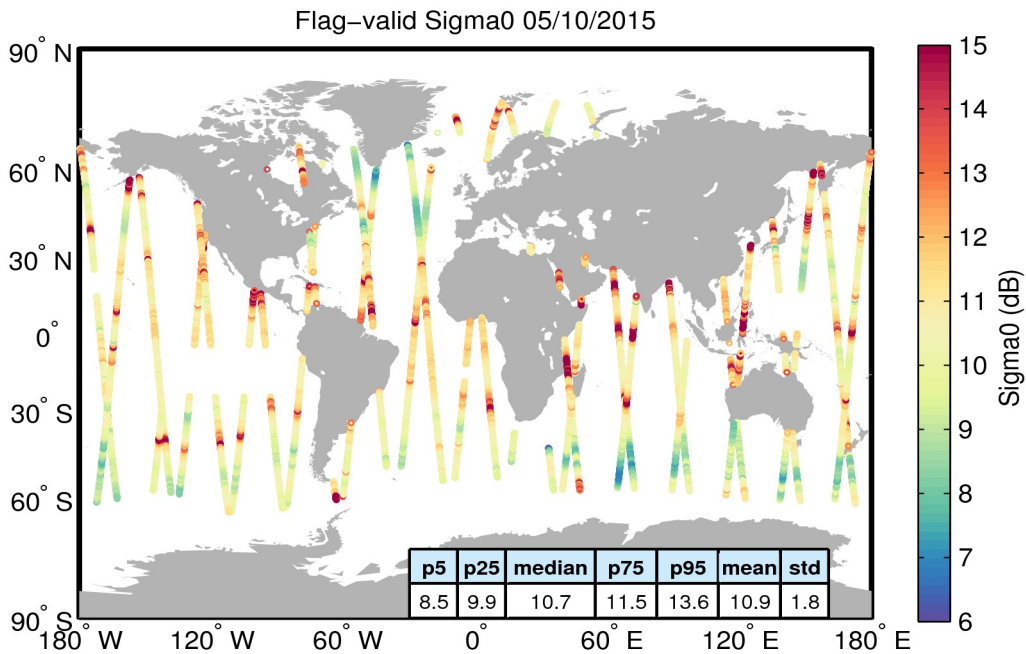 Flag-valid Sigma0 05/10/2015
90° N
60° N
30° N
0°
30° S
60° S
90° S
180° W
120° W
60° W
0°
60° E
120° E
180° E
p5 p25 median p75 p95 mean std
8.5 9.9 10.7 11.5 13.6 10.9 1.8
15
14
13
12
11
10
9
8
7
6
Sigma0 (dB)